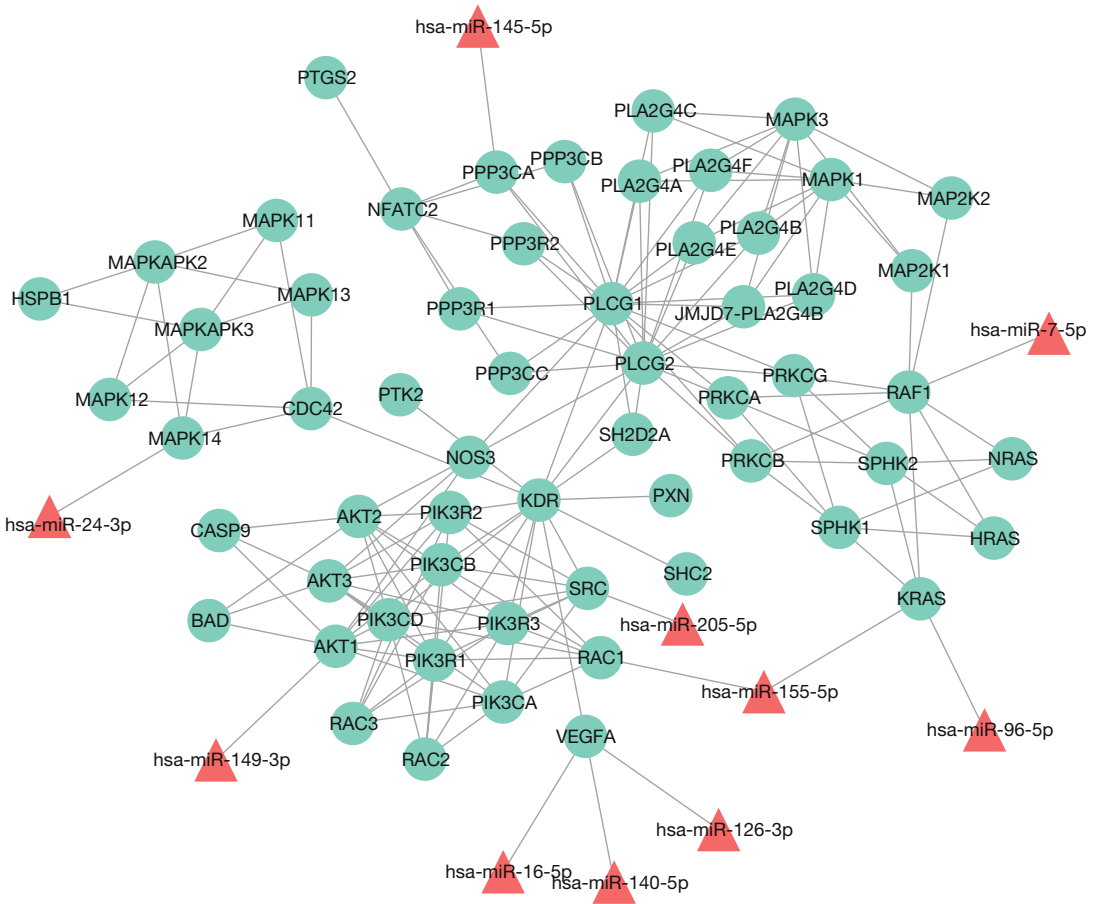 hsa-miR-145-5p
PTGS2
PLA2G4C
MAPK3
PPP3CB
PPP3CA
PLA2G4F
PLA2G4A
MAPK1
MAP2K2
NFATC2
MAPK11
PLA2G4B
PPP3R2
PLA2G4E
MAPKAPK2
MAP2K1
PLA2G4D
MAPK13
HSPB1
PLCG1
PPP3R1
JMJD7-PLA2G4B
MAPKAPK3
hsa-miR-7-5p
PLCG2
PPP3CC
PRKCG
RAF1
PTK2
PRKCA
MAPK12
CDC42
SH2D2A
MAPK14
NOS3
PRKCB
SPHK2
NRAS
PXN
KDR
PIK3R2
AKT2
hsa-miR-24-3p
CASP9
SPHK1
HRAS
PIK3CB
SHC2
AKT3
SRC
KRAS
BAD
PIK3CD
PIK3R3
hsa-miR-205-5p
AKT1
RAC1
PIK3R1
hsa-miR-155-5p
PIK3CA
RAC3
hsa-miR-96-5p
VEGFA
RAC2
hsa-miR-149-3p
hsa-miR-126-3p
hsa-miR-16-5p
hsa-miR-140-5p